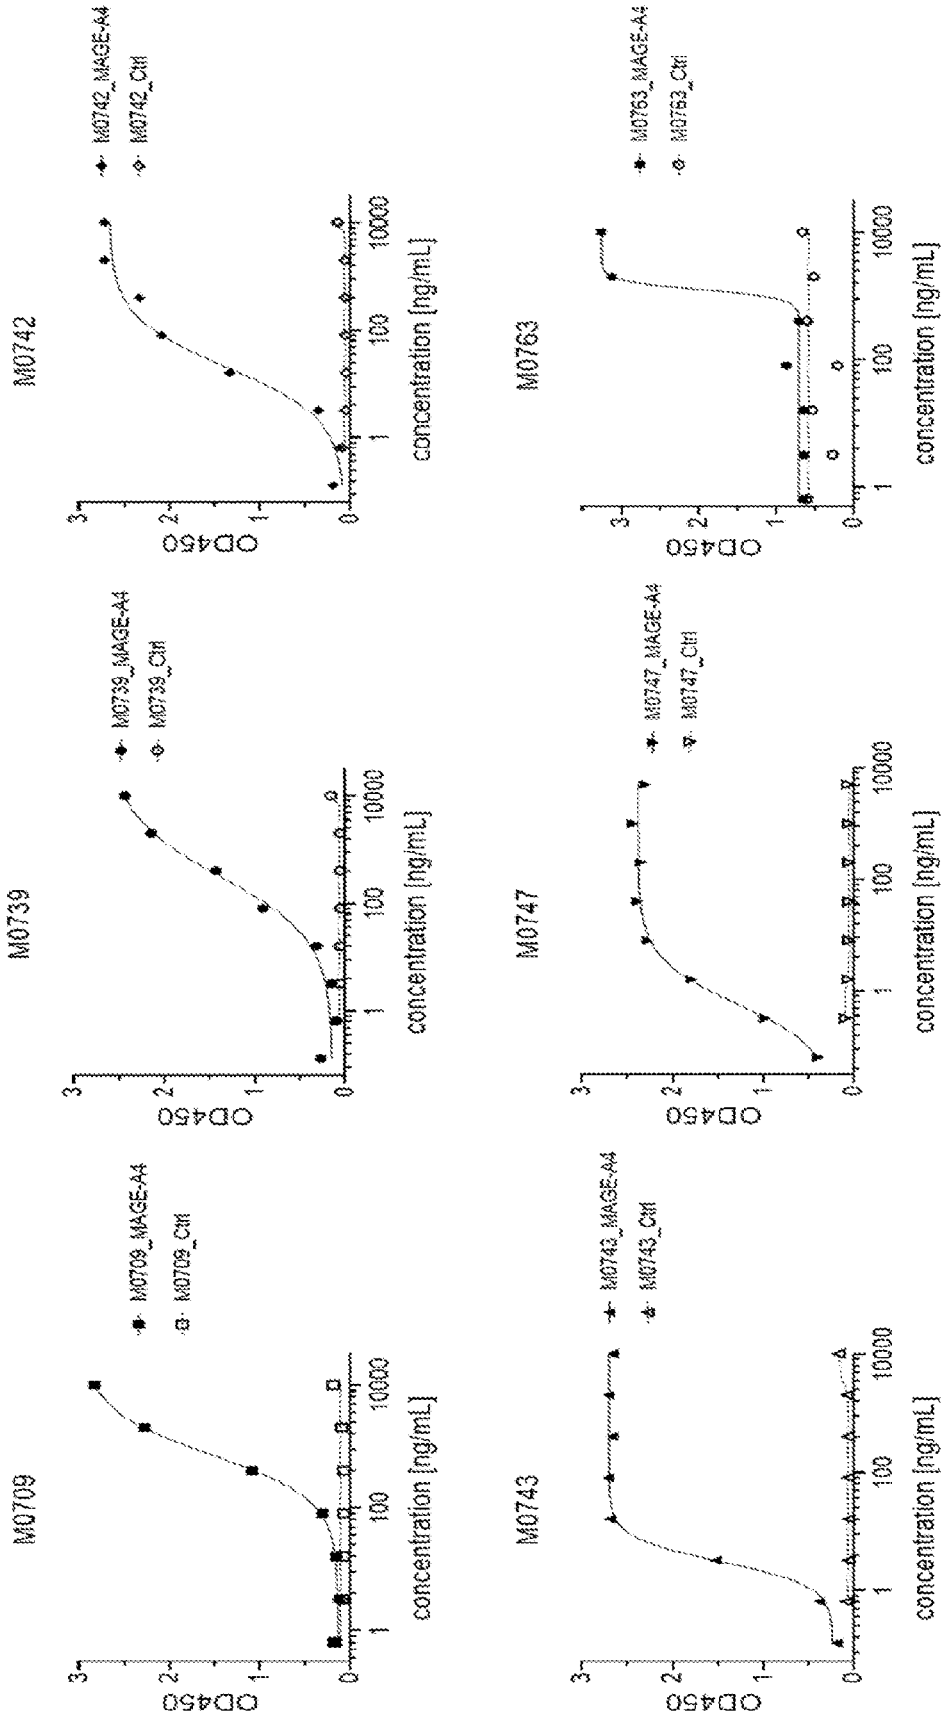 M0709
OD450
3
2
1
0
1
100
10000
concentration [ng/mL]
M0709_MAGE-A4
M0709_Ctrl
M0739
OD450
3
2
1
0
1
100
10000
concentration [ng/mL]
M0739_MAGE-A4
M0739_Ctrl
M0742
OD450
3
2
1
0
1
100
10000
concentration [ng/mL]
M0742_MAGE-A4
M0742_Ctrl
M0743
OD450
3
2
1
0
1
100
10000
concentration [ng/mL]
M0743_MAGE-A4
M0743_Ctrl
M0747
OD450
3
2
1
0
1
100
10000
concentration [ng/mL]
M0747_MAGE-A4
M0747_Ctrl
M0763
OD450
3
2
1
0
1
100
10000
concentration [ng/mL]
M0763_MAGE-A4
M0763_Ctrl